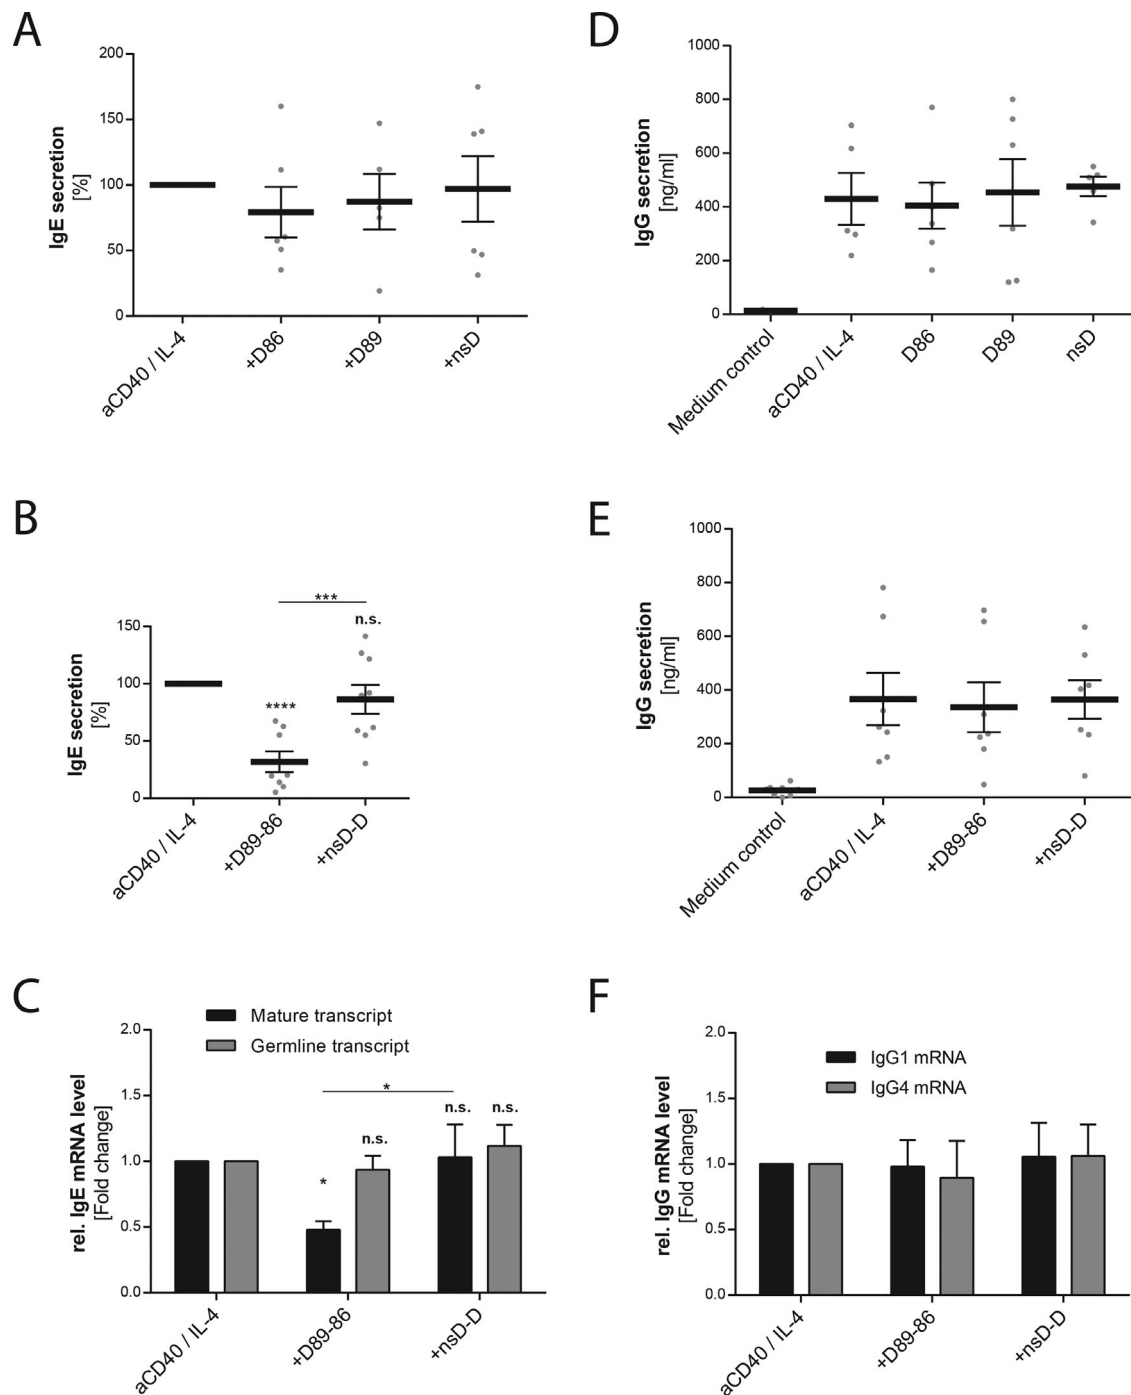 A
IgE secretion
[%]
200
150
100
50
0
aCD40 / IL-4
+D86
+D89
+nsD
D
IgG secretion
[ng/ml]
1000
800
600
400
200
0
Medium control
aCD40 / IL-4
D86
D89
nsD
B
IgE secretion
[%]
150
100
50
0
***
n.s.
****
aCD40 / IL-4
+D89-86
+nsD-D
E
IgG secretion
[ng/ml]
1000
800
600
400
200
0
Medium control
aCD40 / IL-4
+D89-86
+nsD-D
C
Mature transcript
Germline transcript
rel. IgE mRNA level
[Fold change]
2.0
1.5
1.0
0.5
0.0
*
n.s.
n.s.
n.s.
*
aCD40 / IL-4
+D89-86
+nsD-D
F
IgG1 mRNA
IgG4 mRNA
rel. IgG mRNA level
[Fold change]
2.0
1.5
1.0
0.5
0.0
aCD40 / IL-4
+D89-86
+nsD-D